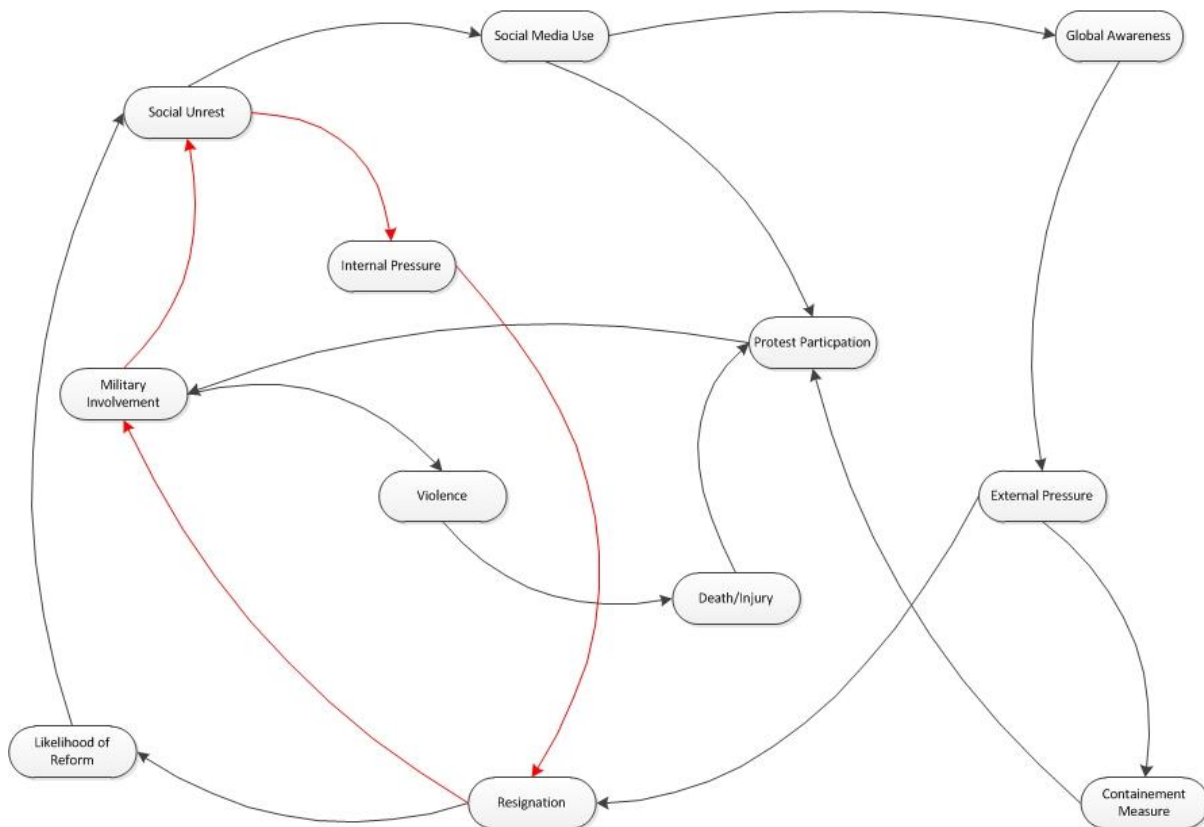 Social Media Use
Global Awareness
Social Unrest
Internal Pressure
Protest Particpation
Military
Involvement
Violence
External Pressure
Death/Injury
Likelihood of
Reform
Resignation
Containement
Measure